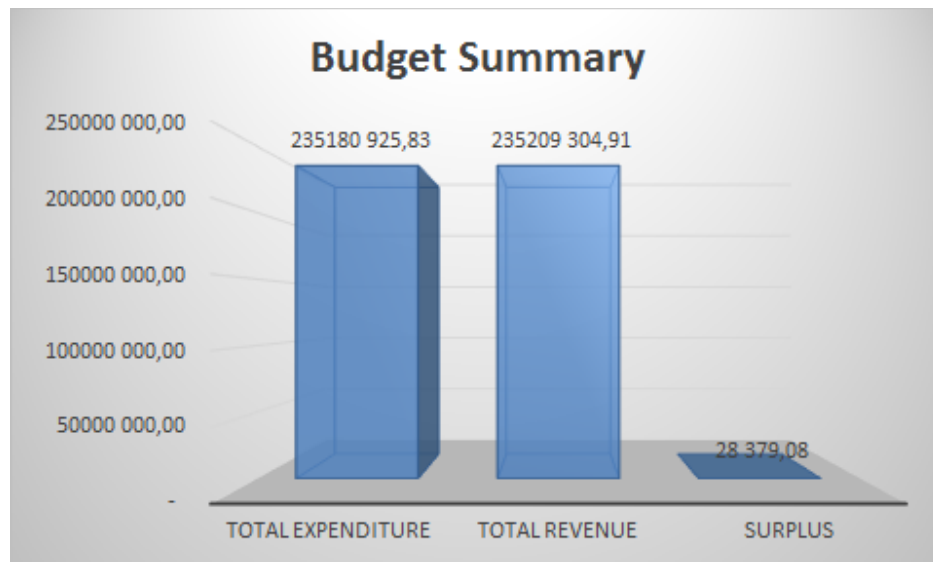 Budget Summary
250000 000,00
200000 000,00
150000 000,00
100000 000,00
50000 000,00
-
235180 925,83
235209 304,91
28 379,08
TOTAL EXPENDITURE
TOTAL REVENUE
SURPLUS